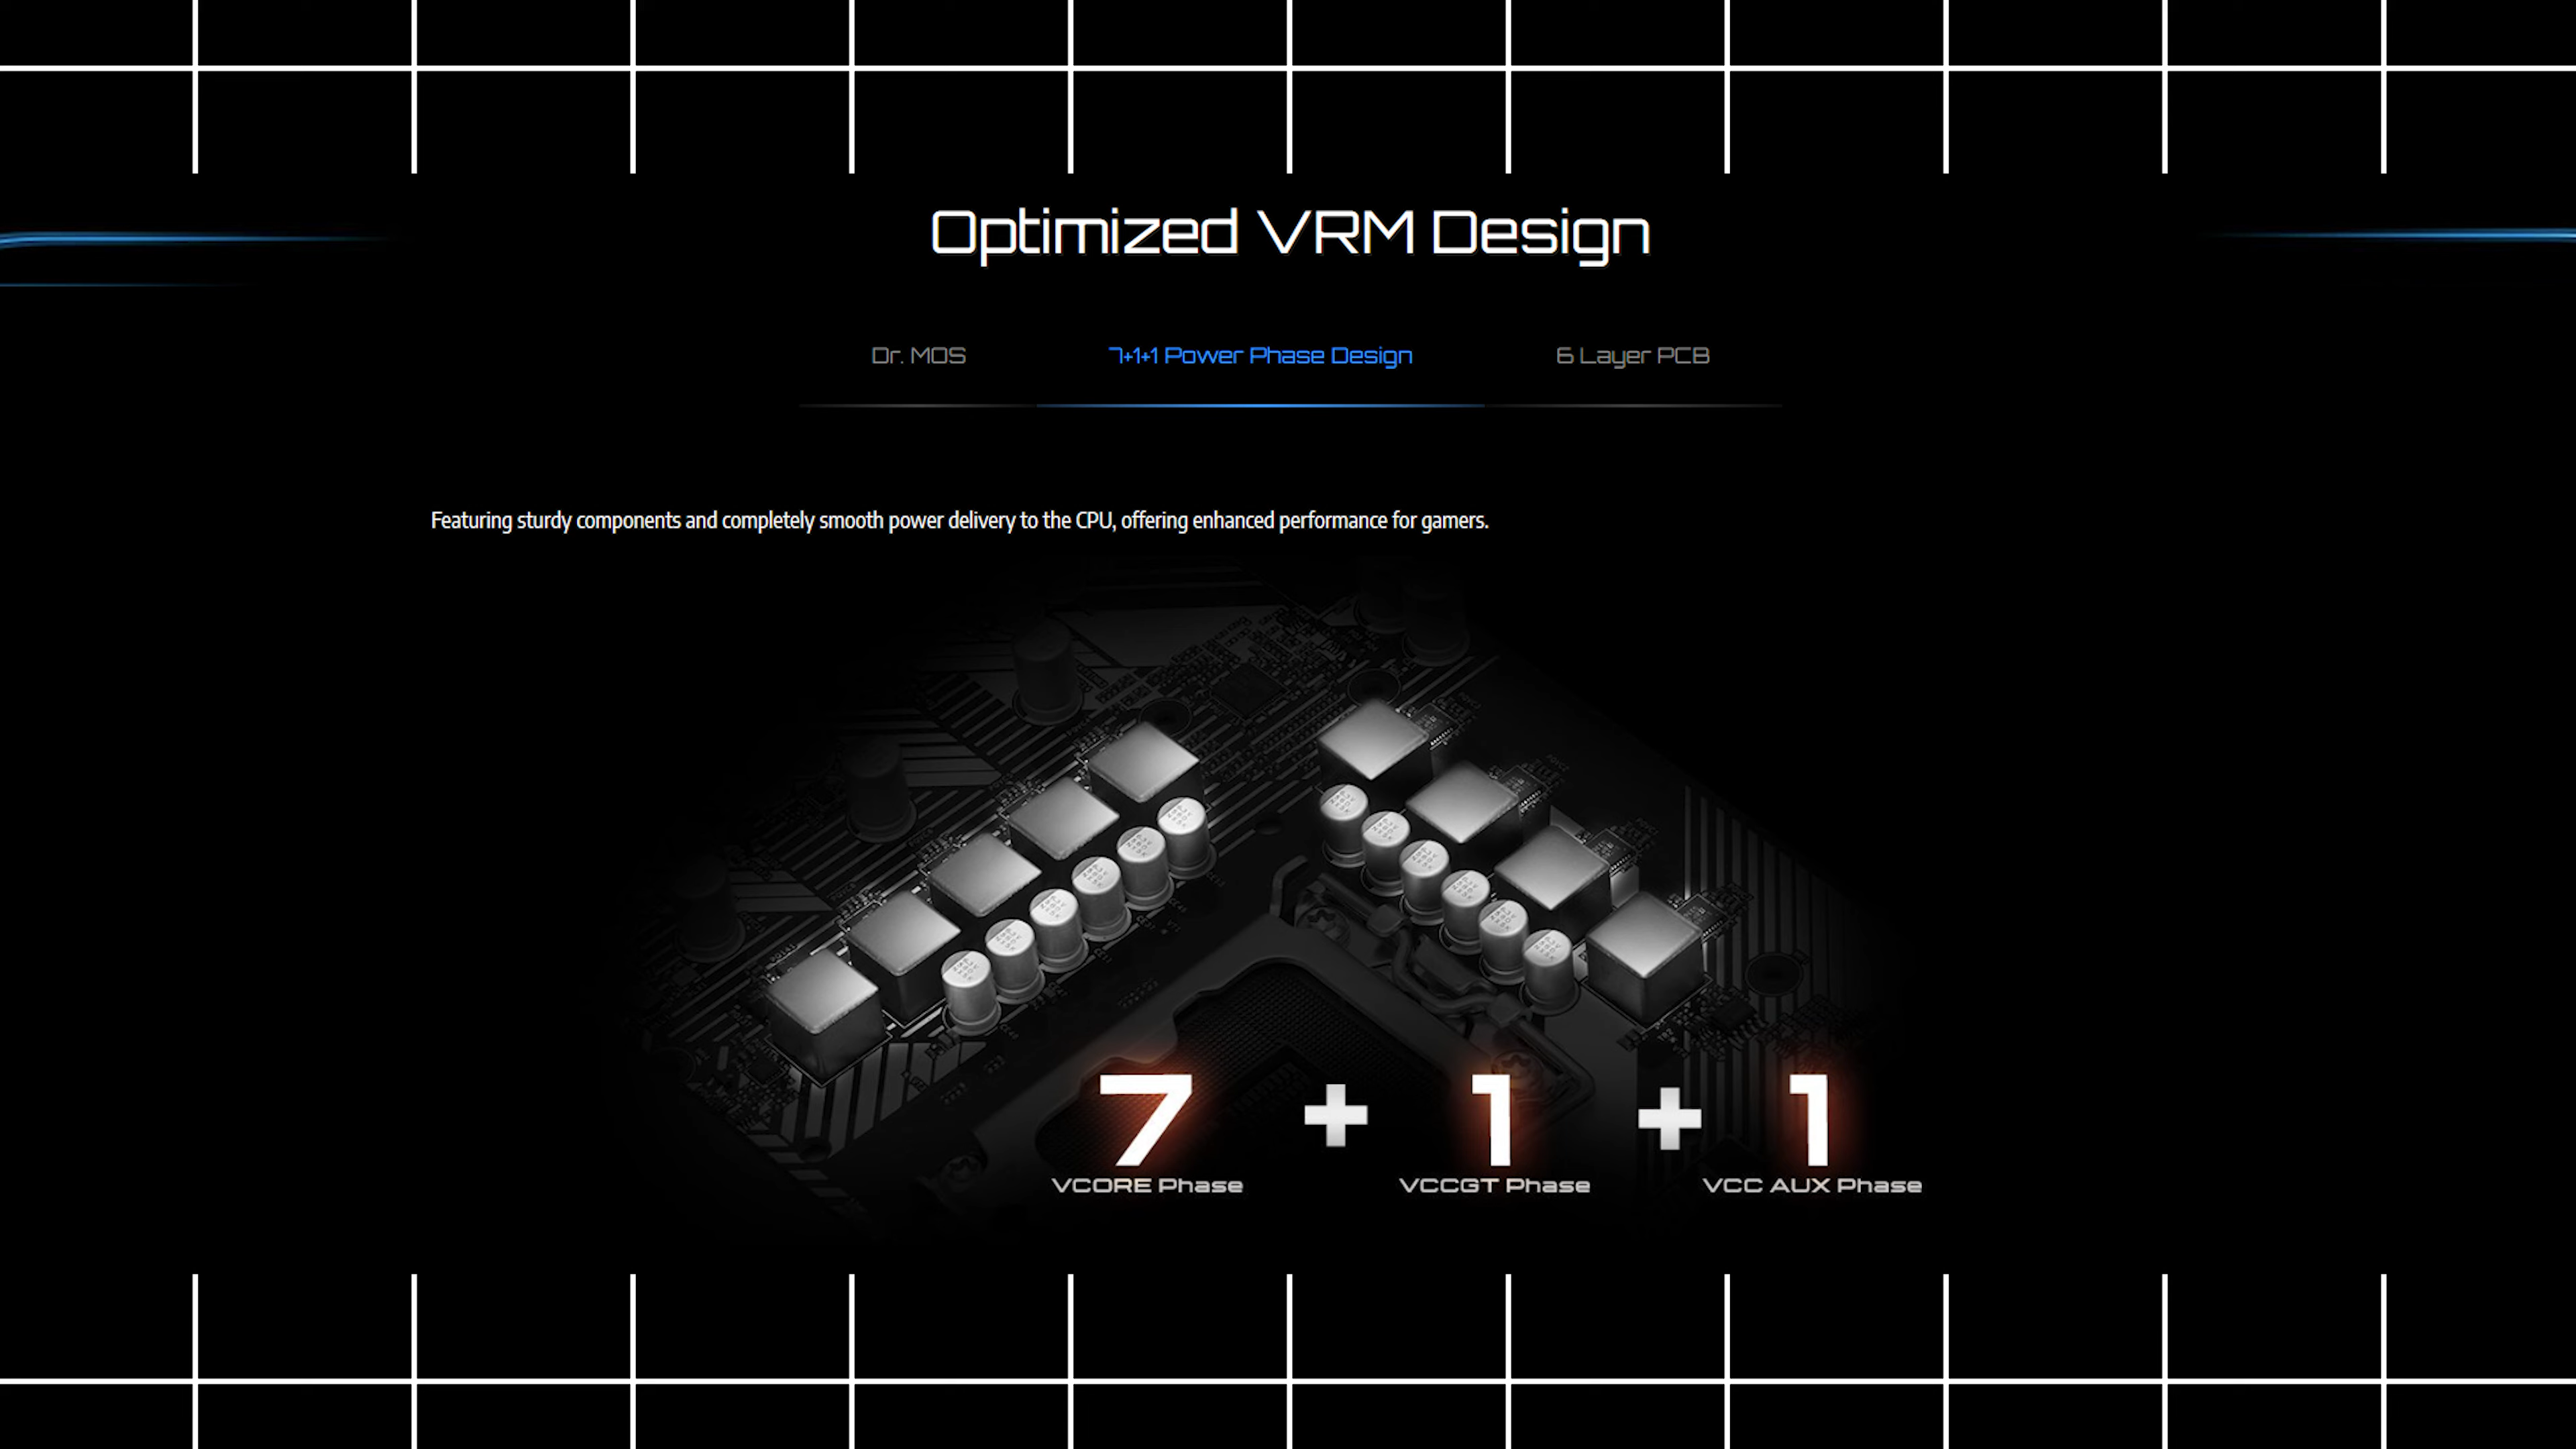 Optimized VRM Design
Dr. MOS
7+1+1 Power Phase Design
6 Layer PCB
Featuring sturdy components and completely smooth power delivery to the CPU, offering enhanced performance for gamers.
7 + 1 + 1
VCORE Phase
VCCGT Phase
VCC AUX Phase